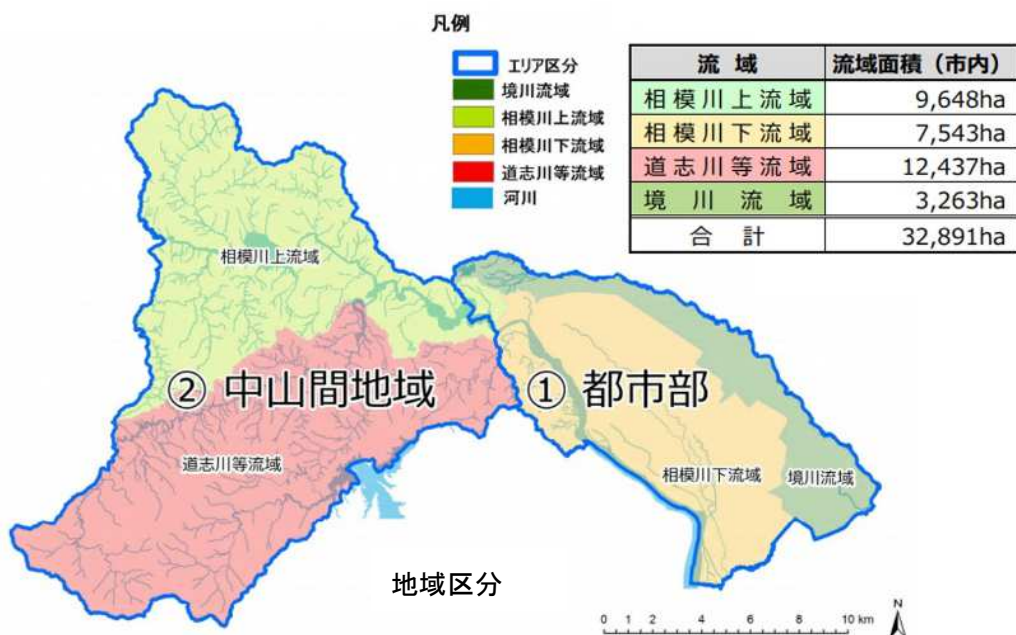 凡例
エリア区分
境川流域
相模川上流域
相模川下流域
道志川等流域
河川
流域 流域面積（市内）
相模川上流域 9,648ha
相模川下流域 7,543ha
道志川等流域 12,437ha
境川流域 3,263ha
合計 32,891ha
相模川上流域
② 中山間地域
① 都市部
道志川等流域
相模川下流域
境川流域
地域区分
0 1 2 4 6 8 10 km
N